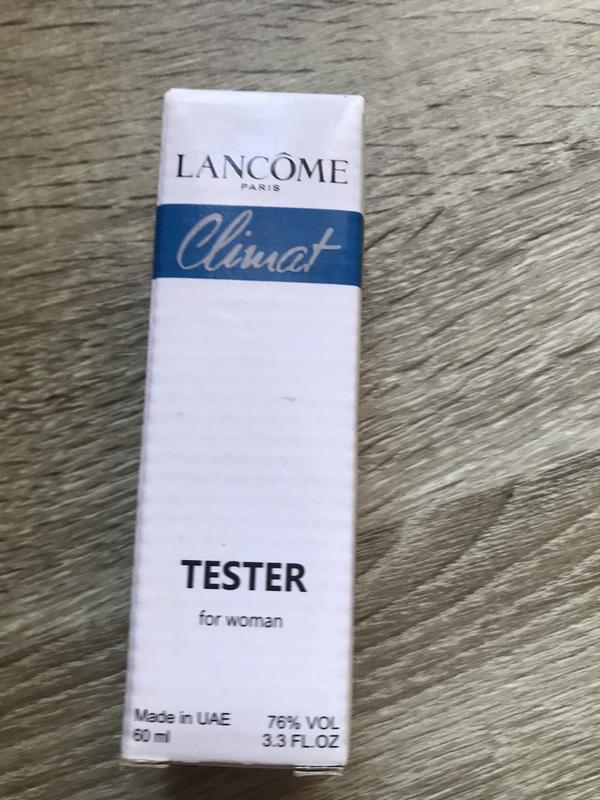 LANCÔME
PARIS
Climat
TESTER
for woman
Made in UAE 76% VOL
60 ml 3.3 FL.OZ